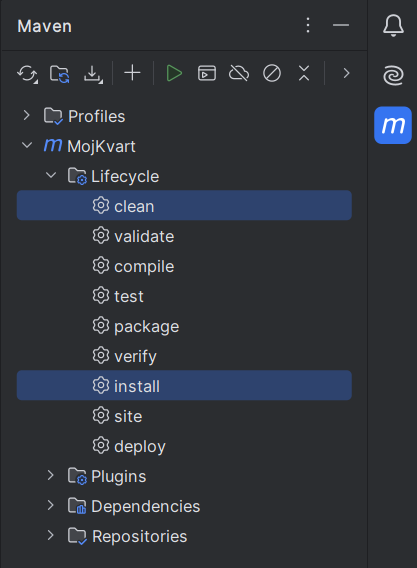 Maven
Profiles
m MojKvart
Lifecycle
clean
validate
compile
test
package
verify
install
site
deploy
Plugins
Dependencies
Repositories
m